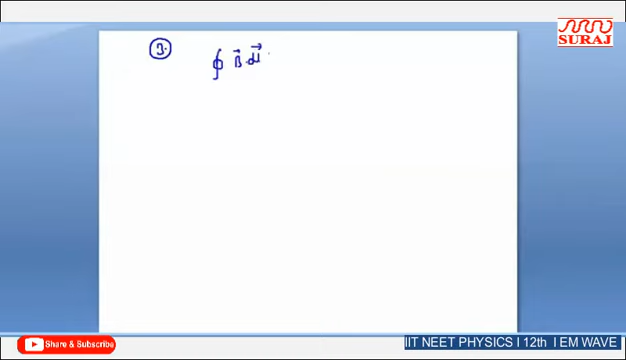 SURAJ
3. ∮ B⃗ . dl⃗
Share & Subscribe
IIT NEET PHYSICS I 12th I EM WAVE